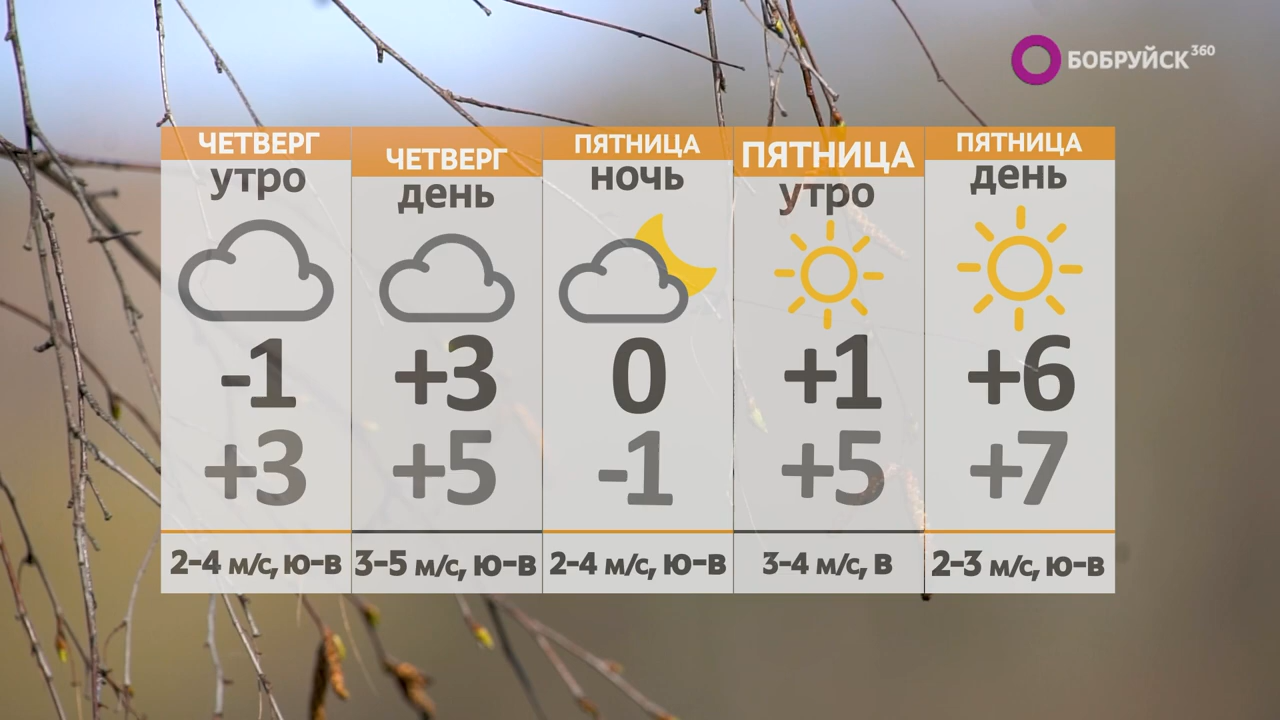 БОБРУЙСК360
ЧЕТВЕРГ
утро
-1
+3
2-4 м/с, ю-в
ЧЕТВЕРГ
день
+3
+5
3-5 м/с, ю-в
ПЯТНИЦА
ночь
0
-1
2-4 м/с, ю-в
ПЯТНИЦА
утро
+1
+5
3-4 м/с, в
ПЯТНИЦА
день
+6
+7
2-3 м/с, ю-в